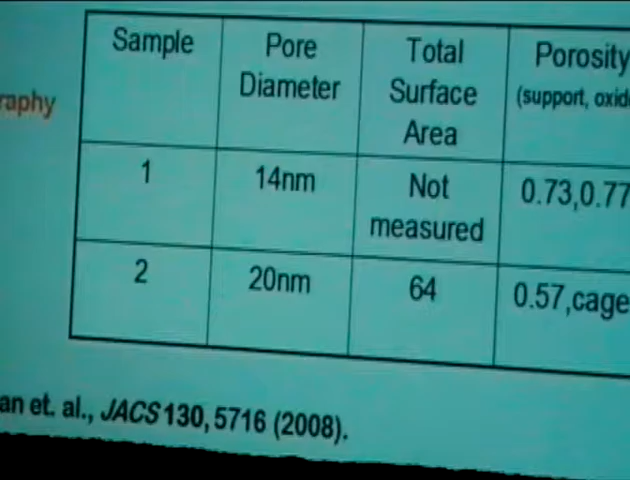 Sample
Pore
Diameter
Total
Surface
Area
Porosity
(support, oxid
raphy
1
14nm
Not
measured
0.73,0.77
2
20nm
64
0.57,cage
an et. al., JACS 130, 5716 (2008).